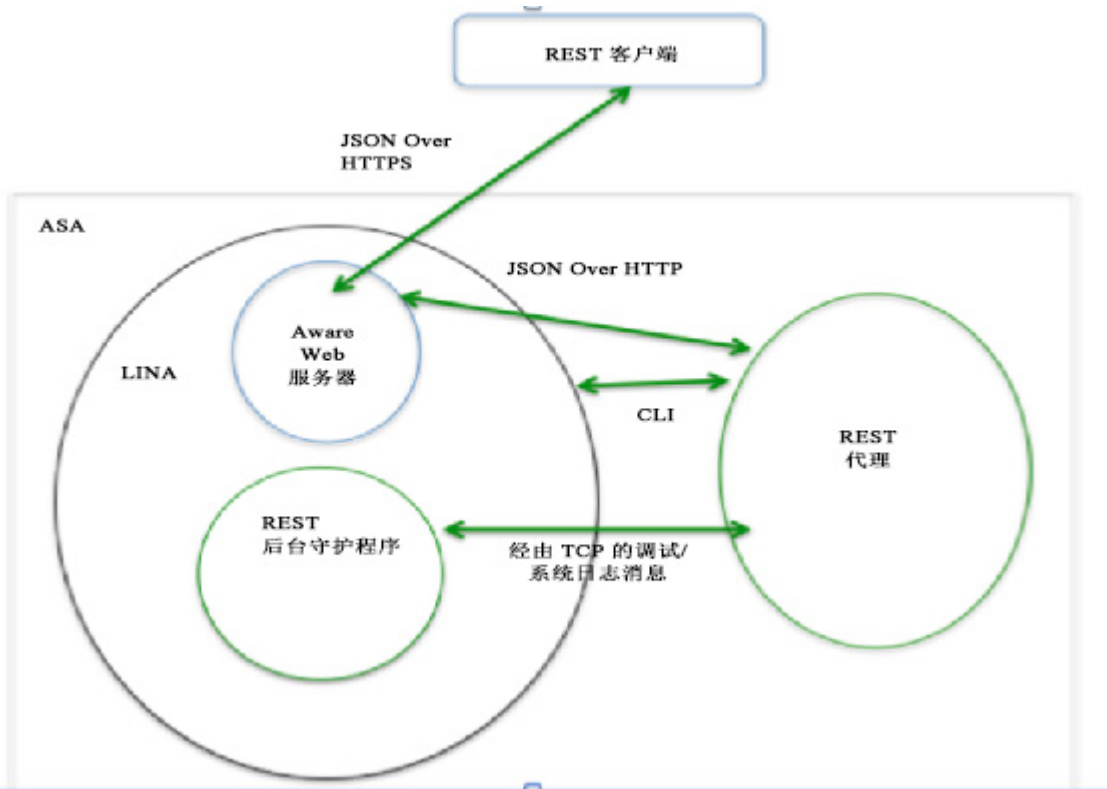 REST 客户端
JSON Over
HTTPS
ASA
JSON Over HTTP
Aware
Web
服务器
LINA
CLI
REST
代理
REST
后台守护程序
经由 TCP 的调试/
系统日志消息